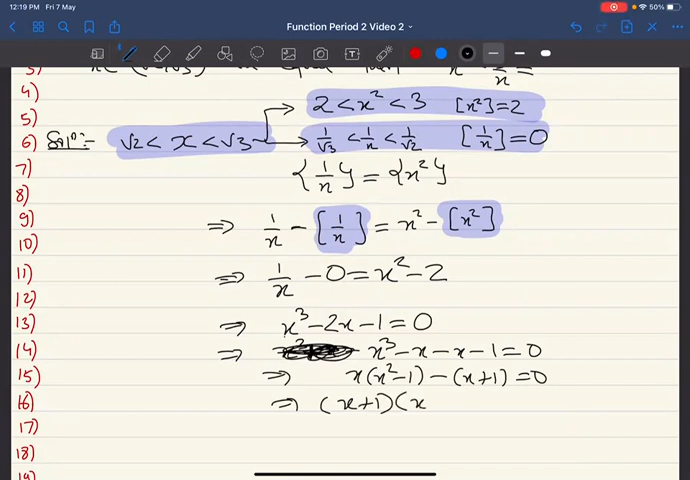 12:19 PM Fri 7 May
50%
Function Period 2 Video 2
3)
4) 2 < x² < 3 [x²] = 2
5)
6) Solⁿ:- √2 < x < √3 1/√3 < 1/x < 1/√2 [1/x] = 0
7) {1/x} = {x²}
8)
9) ⇒ 1/x - [1/x] = x² - [x²]
10)
11) ⇒ 1/x - 0 = x² - 2
12)
13) ⇒ x³ - 2x - 1 = 0
14) ⇒ x³ - x - x - 1 = 0
15) ⇒ x(x² - 1) - (x + 1) = 0
16) ⇒ (x + 1)(x
17)
18)
19)